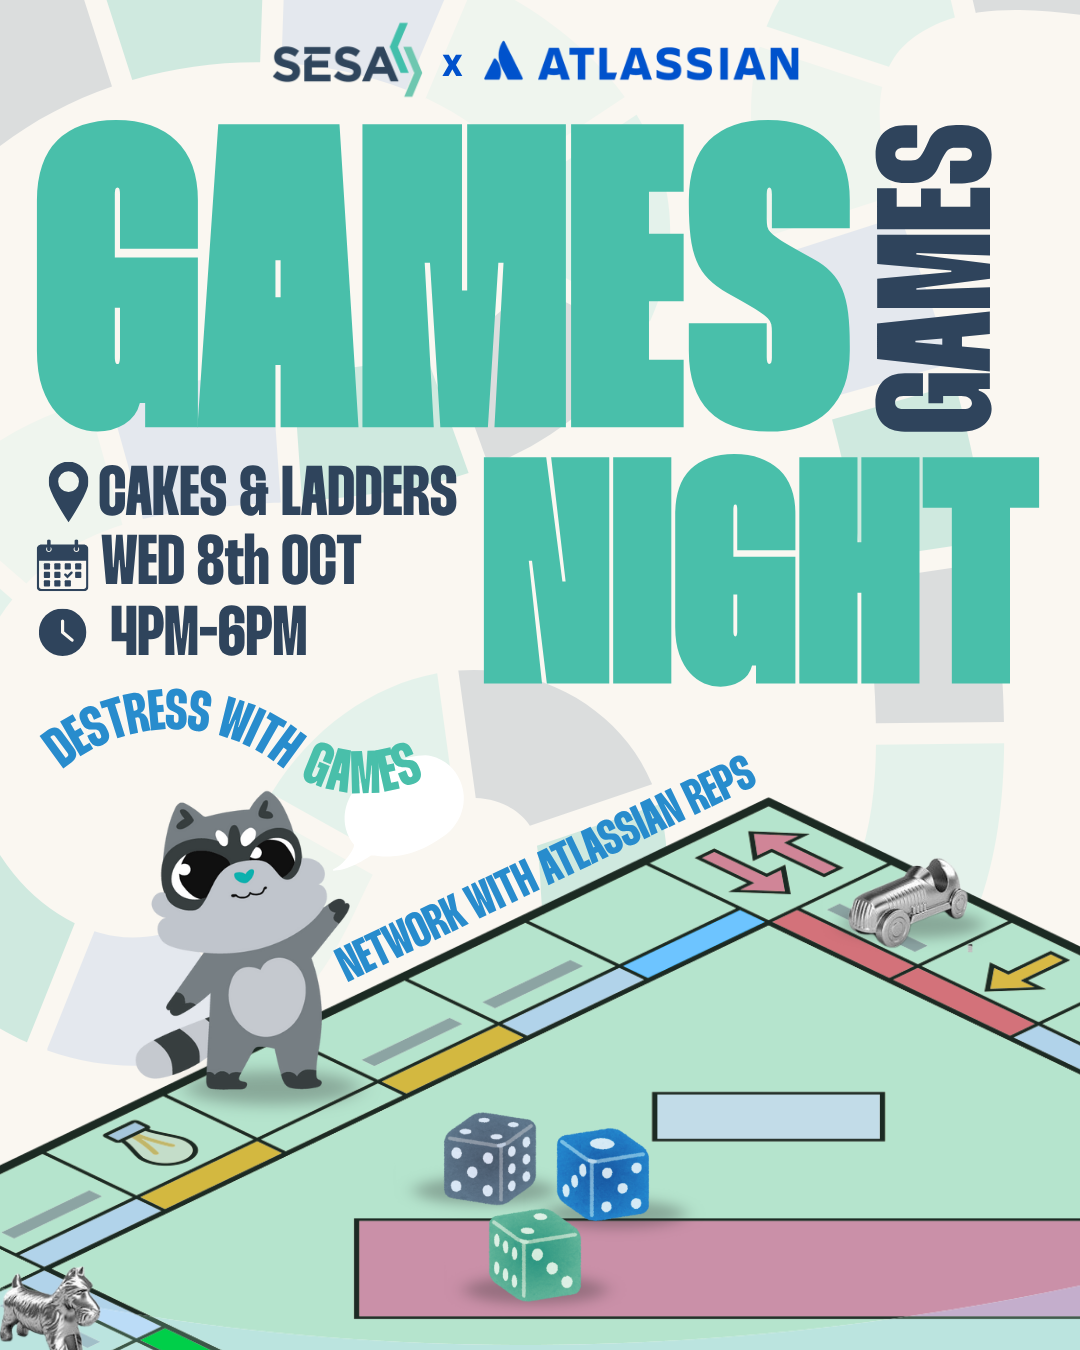 SESA x ATLASSIAN
GAMES
GAMES
NIGHT
CAKES & LADDERS
WED 8th OCT
4PM-6PM
DESTRESS WITH GAMES
NETWORK WITH ATLASSIAN REPS